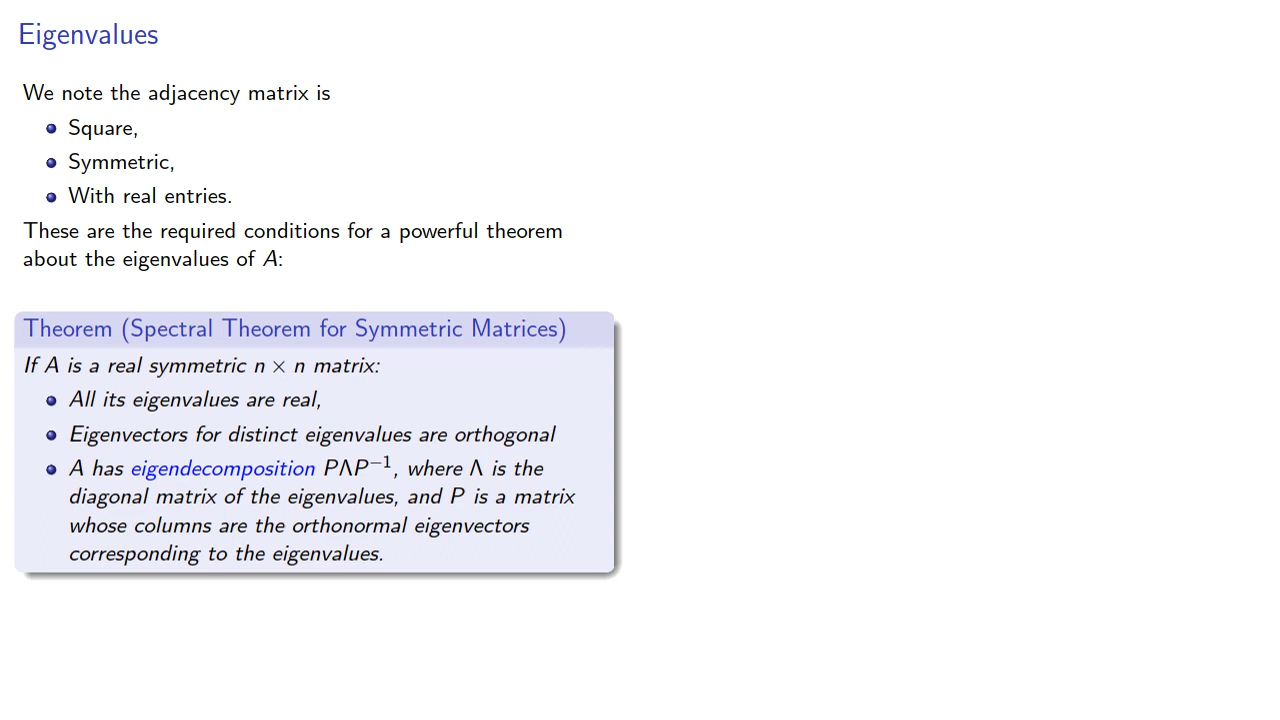 Eigenvalues
We note the adjacency matrix is
Square,
Symmetric,
With real entries.
These are the required conditions for a powerful theorem
about the eigenvalues of A:
Theorem (Spectral Theorem for Symmetric Matrices)
If A is a real symmetric n × n matrix:
All its eigenvalues are real,
Eigenvectors for distinct eigenvalues are orthogonal
A has eigendecomposition PΛP⁻¹, where Λ is the
diagonal matrix of the eigenvalues, and P is a matrix
whose columns are the orthonormal eigenvectors
corresponding to the eigenvalues.